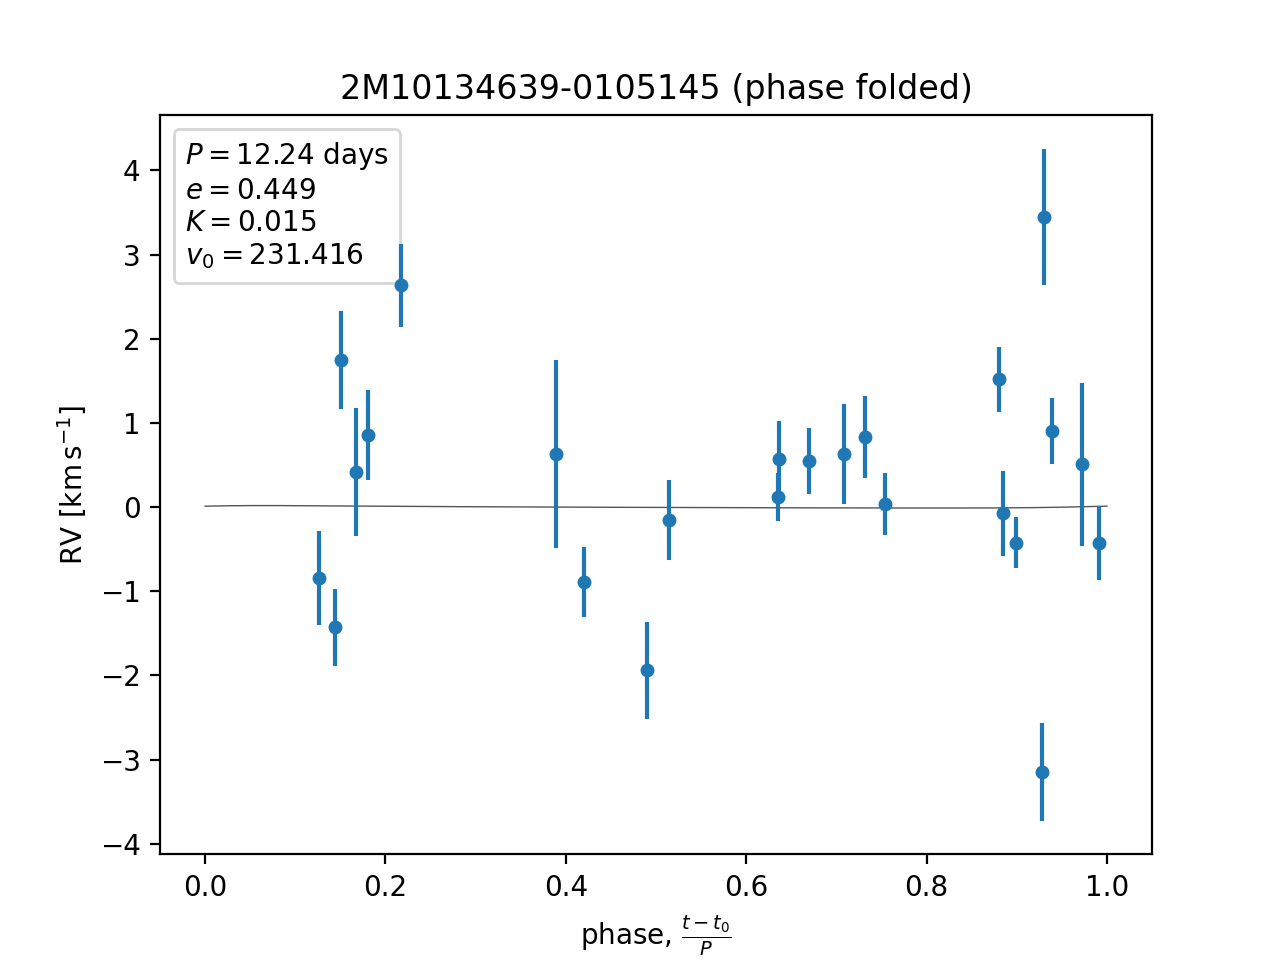 2M10134639-0105145 (phase folded)
P = 12.24 days
e = 0.449
K = 0.015
v₀ = 231.416
4
3
2
1
0
−1
−2
−3
−4
RV [km s⁻¹]
0.0 0.2 0.4 0.6 0.8 1.0
phase, (t − t₀)/P